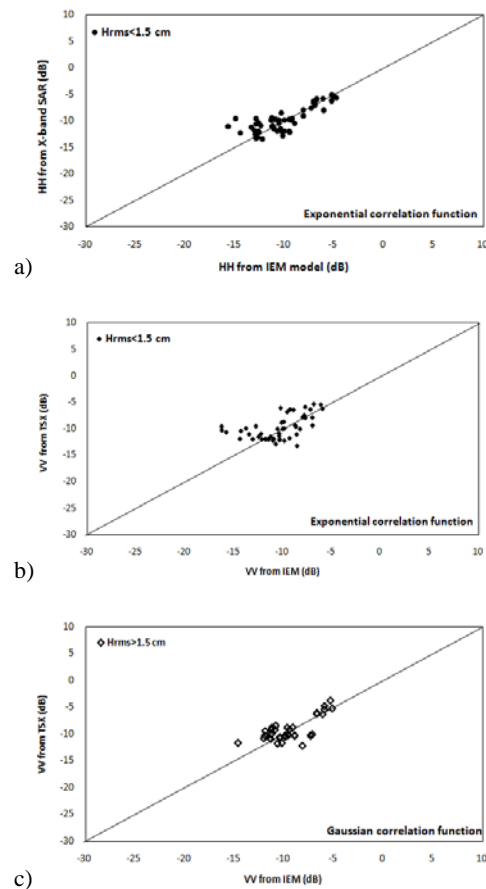 10
Hrms<1.5 cm
5
0
-5
-10
-15
-20
-25
-30
HH from X-band SAR (dB)
Exponential correlation function
-30 -25 -20 -15 -10 -5 0 5 10
a) HH from IEM model (dB)
10
Hrms<1.5 cm
5
0
-5
-10
-15
-20
-25
-30
VV from TSX (dB)
Exponential correlation function
-30 -25 -20 -15 -10 -5 0 5 10
b) VV from IEM (dB)
10
Hrms>1.5 cm
5
0
-5
-10
-15
-20
-25
-30
VV from TSX (dB)
Gaussian correlation function
-30 -25 -20 -15 -10 -5 0 5 10
c) VV from IEM (dB)